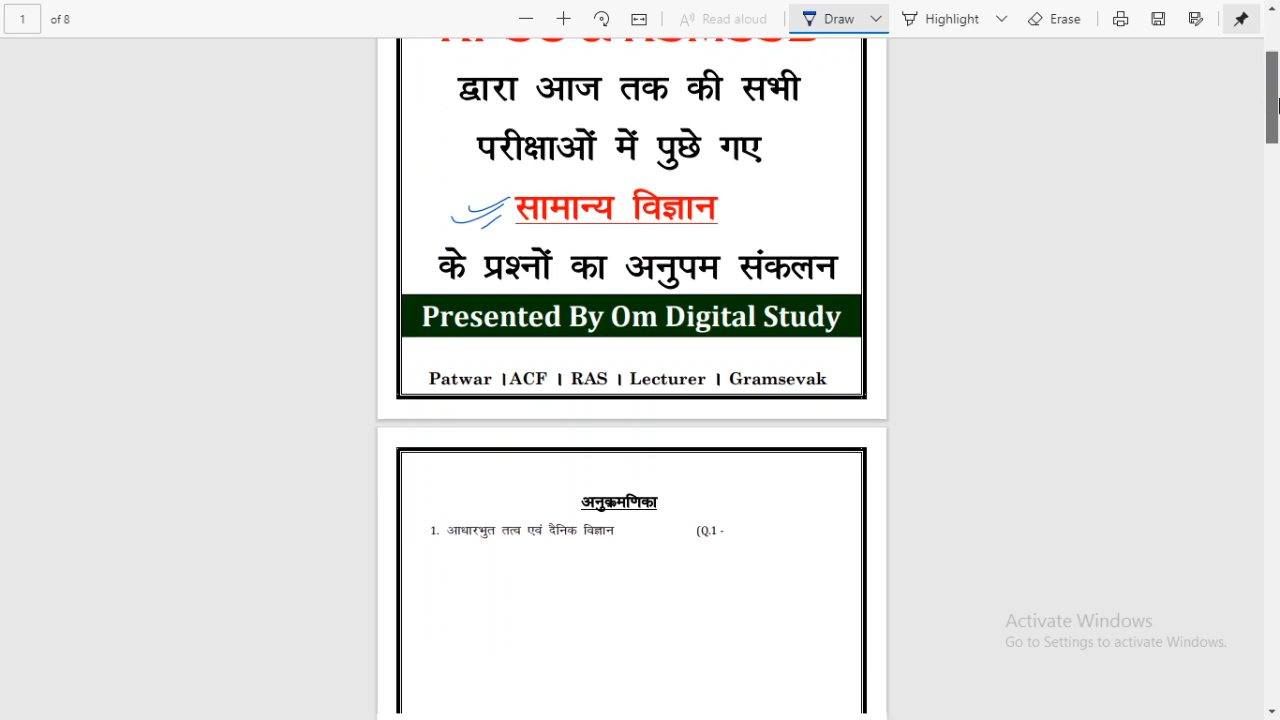 1 of 8 Read aloud Draw Highlight Erase
द्वारा आज तक की सभी
परीक्षाओं में पुछे गए
सामान्य विज्ञान
के प्रश्नों का अनुपम संकलन
Presented By Om Digital Study
Patwar । ACF । RAS । Lecturer । Gramsevak
अनुक्रमणिका
1. आधारभुत तत्व एवं दैनिक विज्ञान (Q.1 -
Activate Windows
Go to Settings to activate Windows.